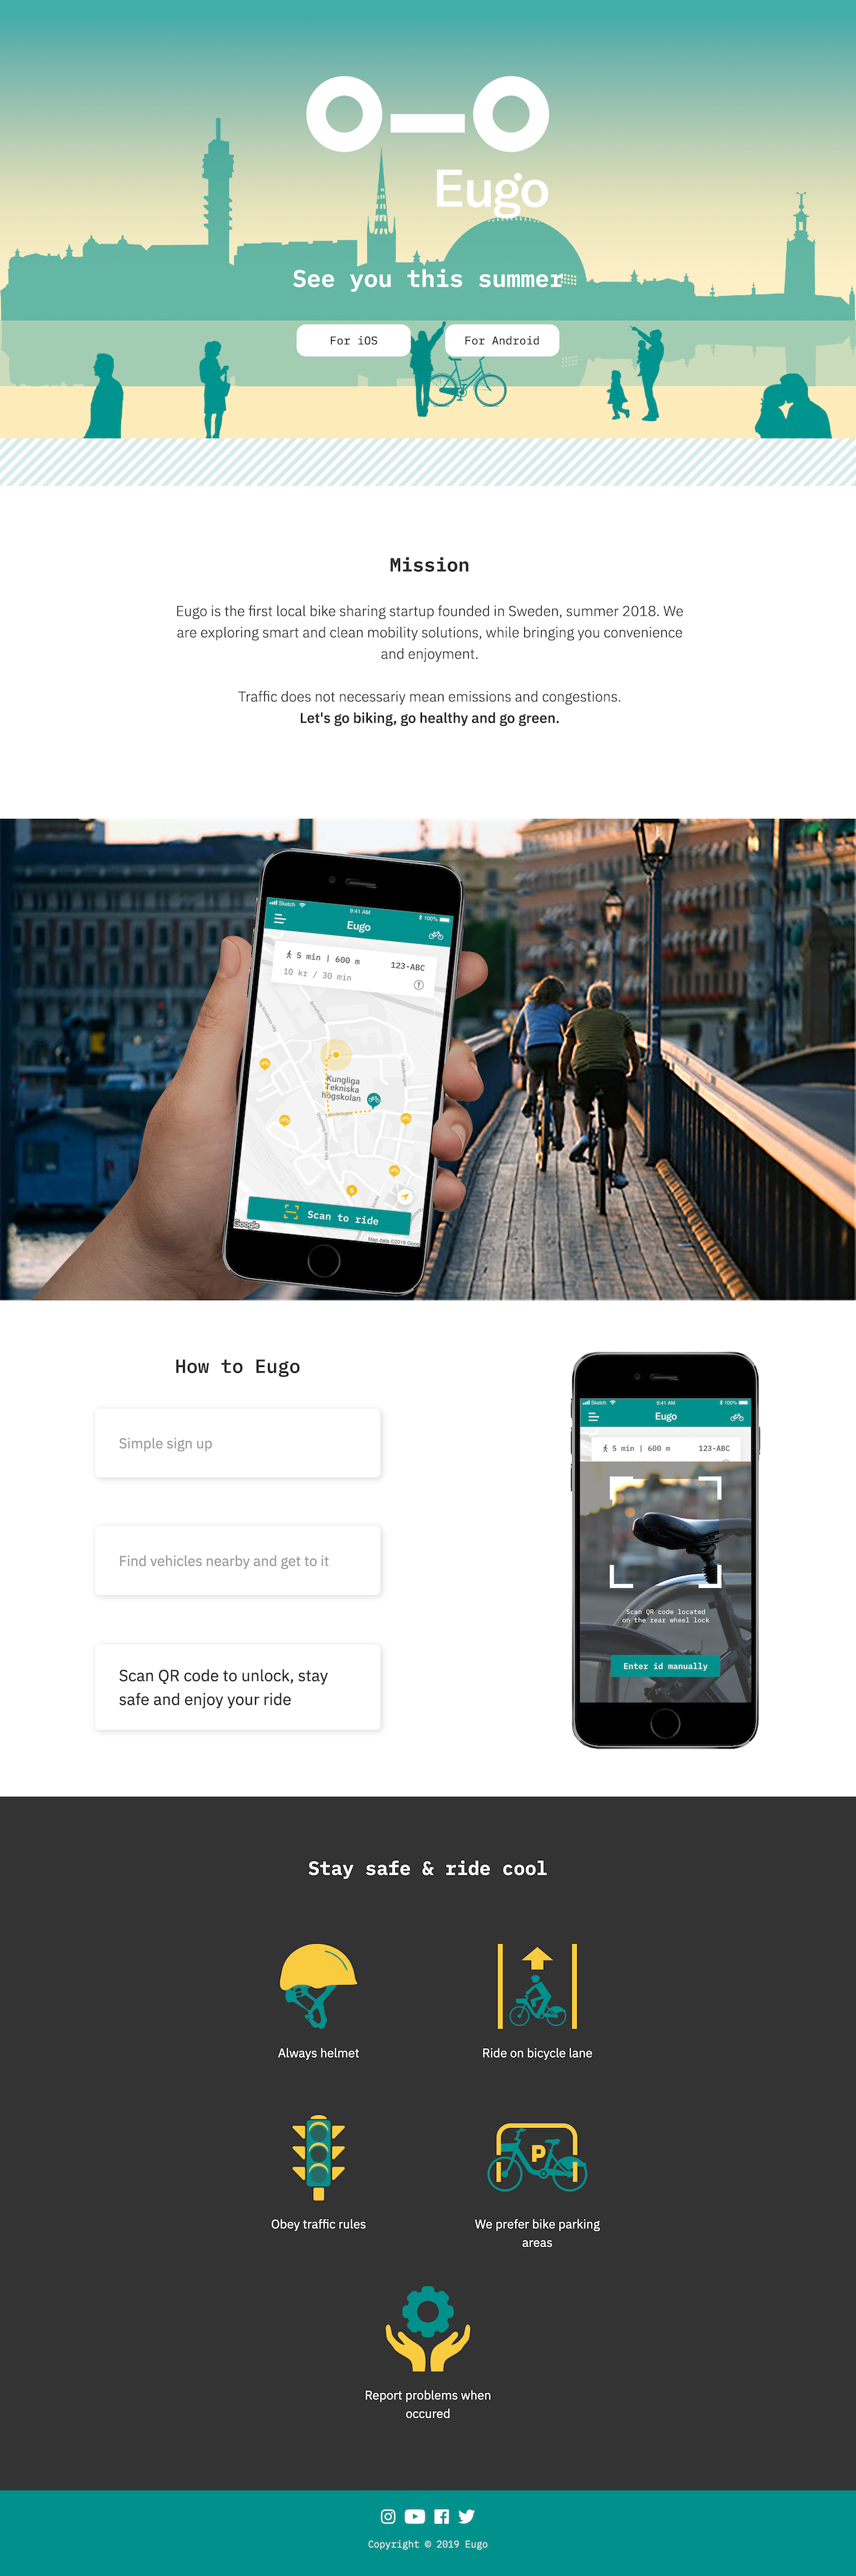 Eugo
See you this summer
For iOS
For Android
Mission
Eugo is the first local bike sharing startup founded in Sweden, summer 2018. We
are exploring smart and clean mobility solutions, while bringing you convenience
and enjoyment.
Traffic does not necessariy mean emissions and congestions.
Let's go biking, go healthy and go green.
Sketch
9:41 AM
100%
Eugo
5 min | 600 m
123-ABC
10 kr / 30 min
Kungliga
Tekniska
högskolan
Scan to ride
Google
Map data ©2019 Goo
How to Eugo
Simple sign up
Find vehicles nearby and get to it
Scan QR code to unlock, stay
safe and enjoy your ride
Sketch
9:41 AM
100%
Eugo
5 min | 600 m
123-ABC
Scan QR code located
on the rear wheel lock
Enter id manually
Stay safe & ride cool
Always helmet
Ride on bicycle lane
P
Obey traffic rules
We prefer bike parking
areas
Report problems when
occured
Copyright © 2019 Eugo